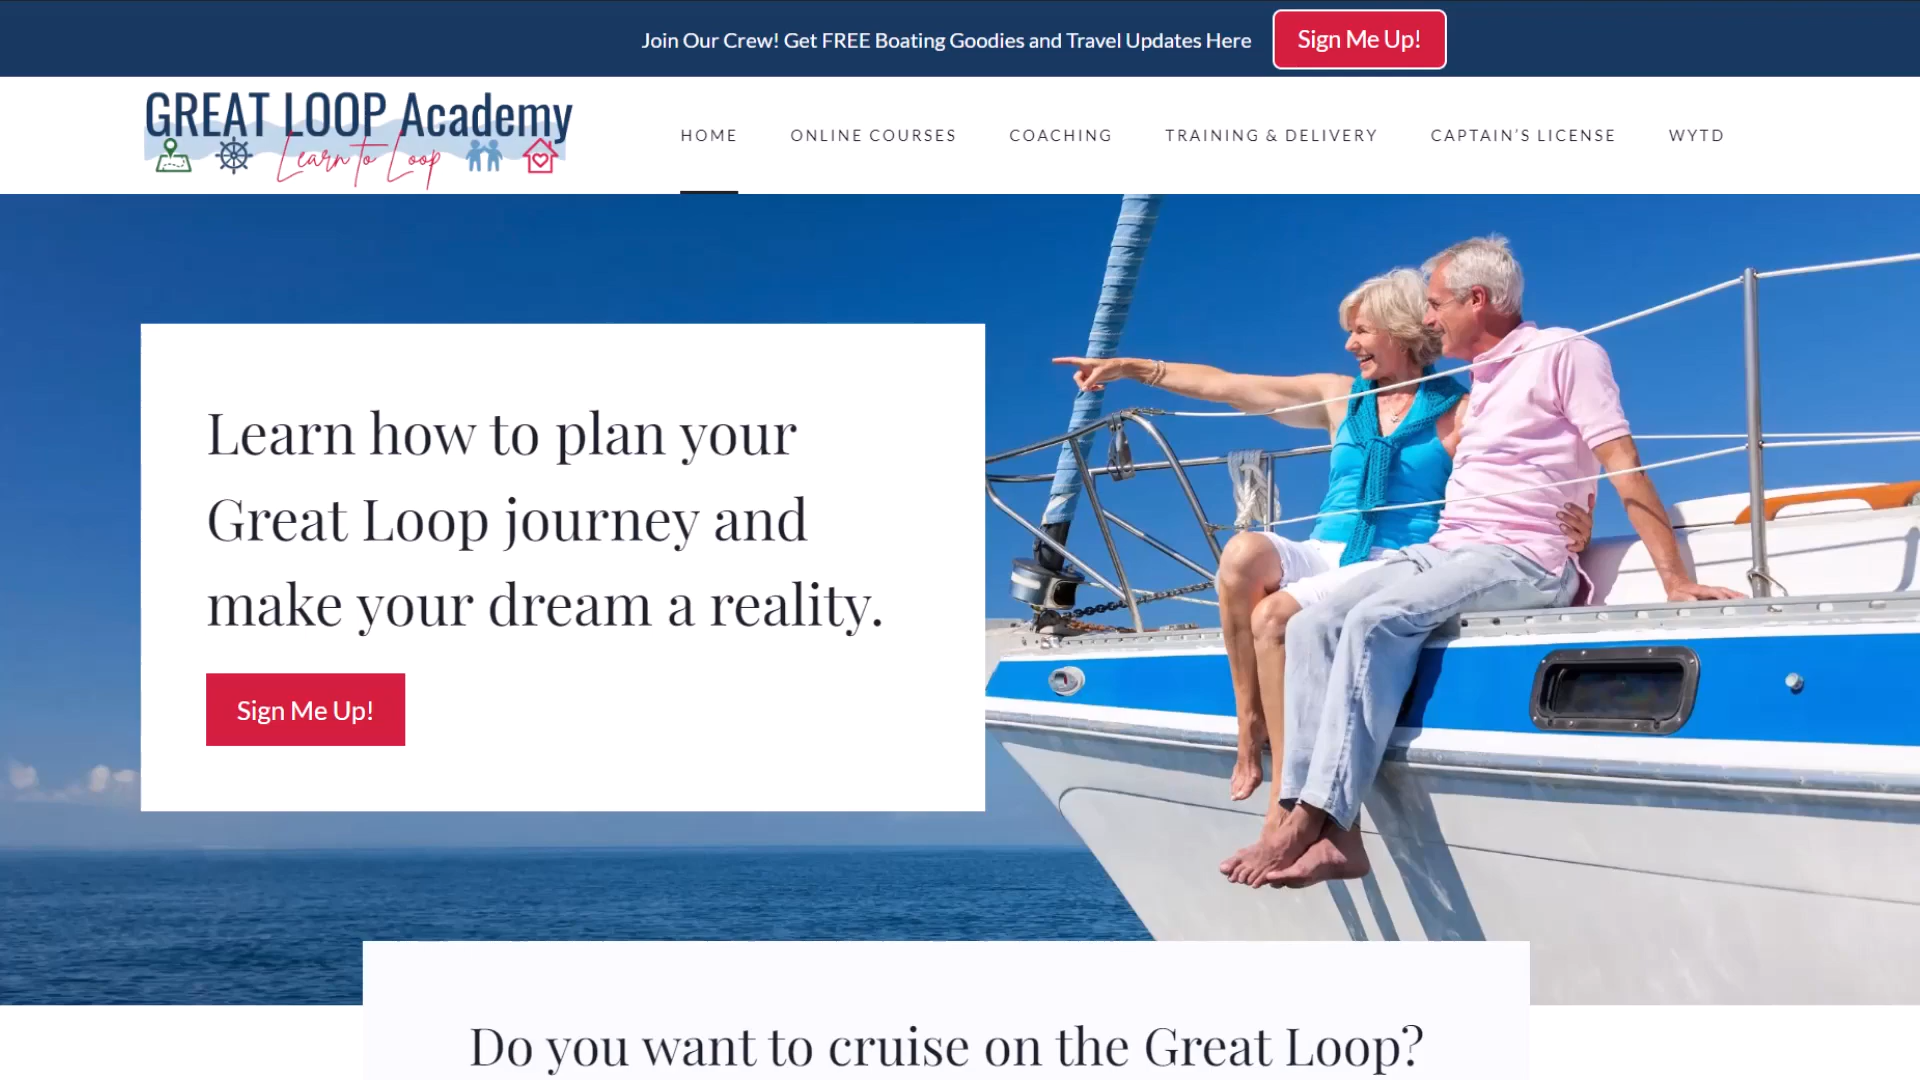 Join Our Crew! Get FREE Boating Goodies and Travel Updates Here
Sign Me Up!
GREAT LOOP Academy
Learn to Loop
HOME
ONLINE COURSES
COACHING
TRAINING & DELIVERY
CAPTAIN’S LICENSE
WYTD
Learn how to plan your
Great Loop journey and
make your dream a reality.
Sign Me Up!
Do you want to cruise on the Great Loop?